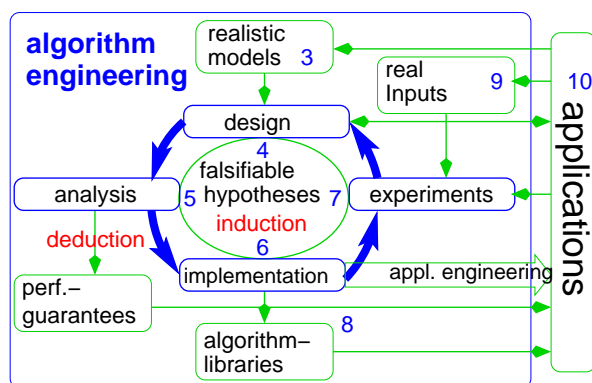 algorithm
engineering
realistic
models 3
real
Inputs
9
10
applications
design
4
falsifiable
hypotheses
induction
5
7
6
analysis
experiments
deduction
implementation
appl. engineering
perf.–
guarantees
8
algorithm–
libraries